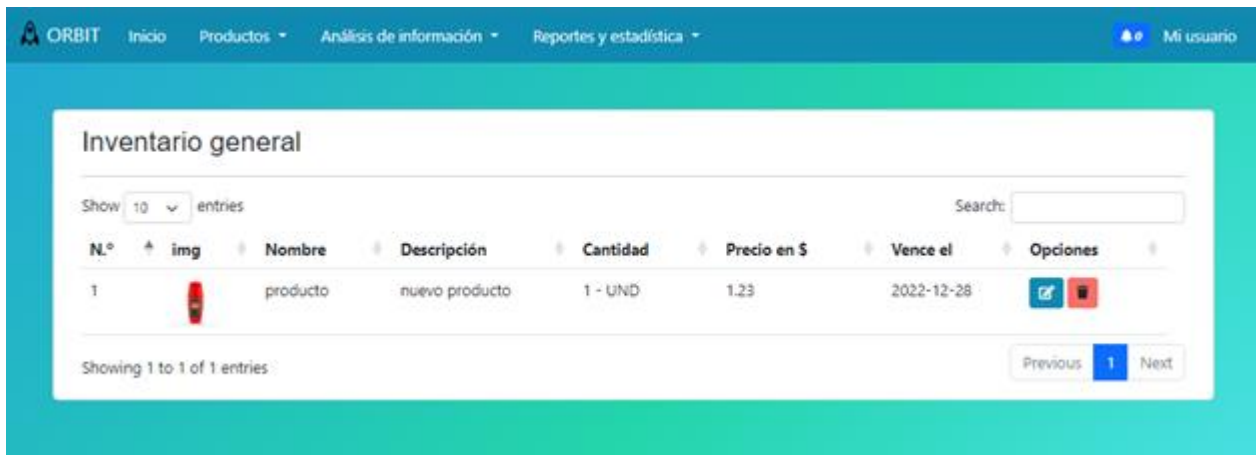 ORBIT Inicio Productos Análisis de información Reportes y estadística 0 Mi usuario
Inventario general
Show 10 entries Search:
N.º img Nombre Descripción Cantidad Precio en $ Vence el Opciones
1 producto nuevo producto 1 - UND 1.23 2022-12-28
Showing 1 to 1 of 1 entries Previous 1 Next